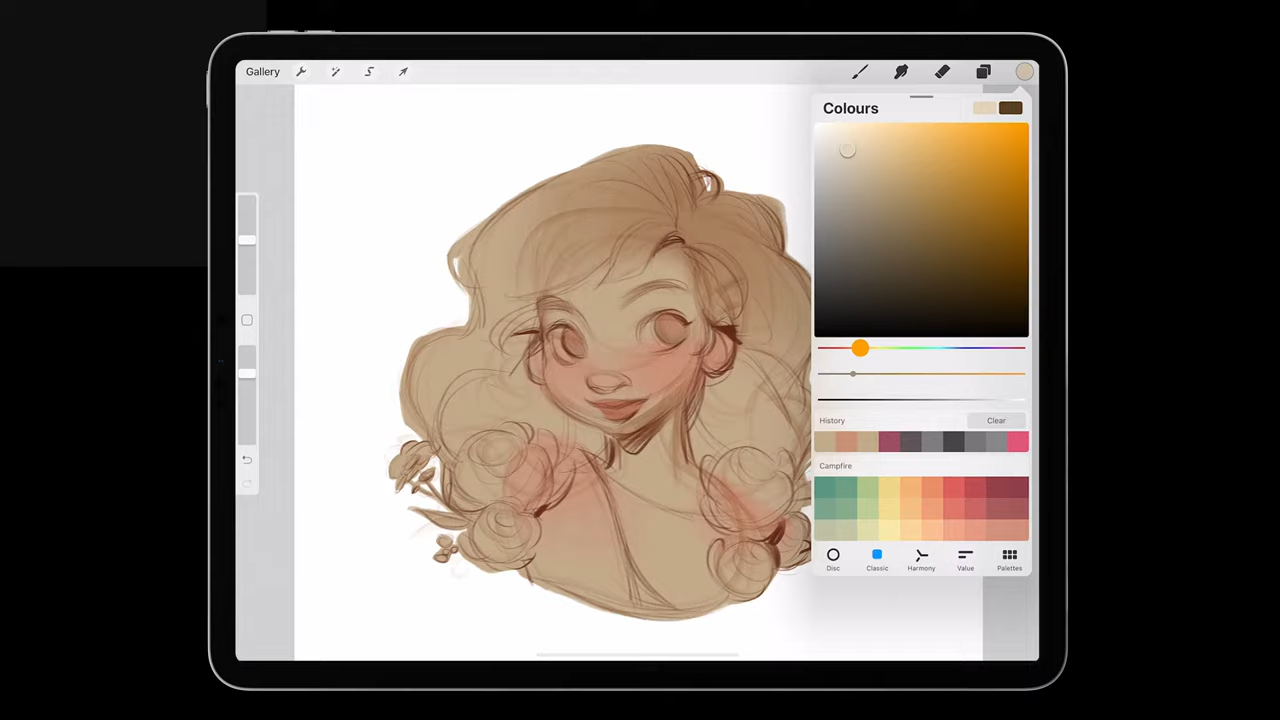 Gallery
Colours
History
Clear
Campfire
Disc
Classic
Harmony
Value
Palettes